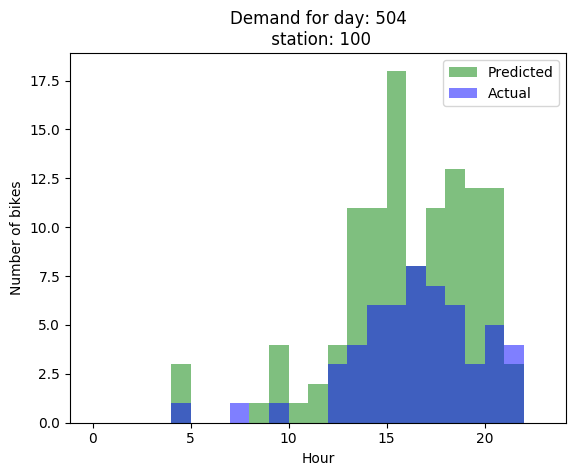 Demand for day: 504
station: 100
Predicted
Actual
Number of bikes
17.5
15.0
12.5
10.0
7.5
5.0
2.5
0.0
0
5
10
15
20
Hour